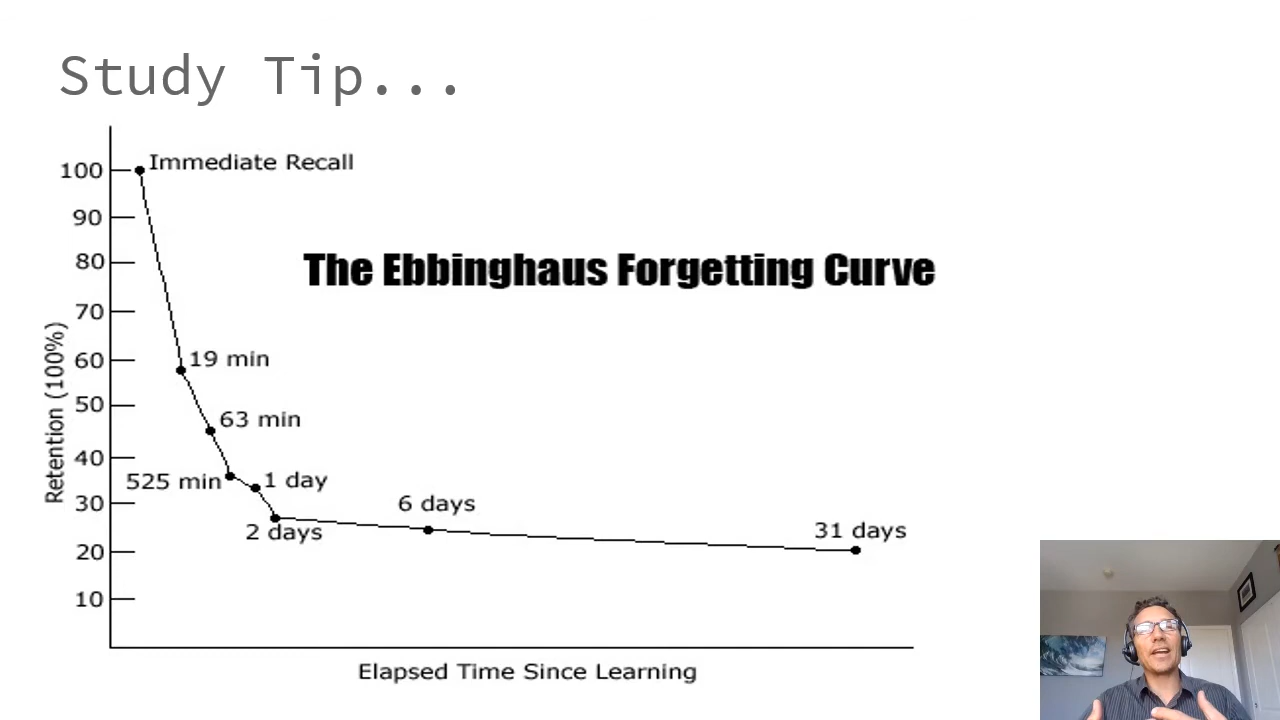 Study Tip...
100
Immediate Recall
90
80
The Ebbinghaus Forgetting Curve
70
60
19 min
50
63 min
40
525 min
1 day
30
6 days
2 days
31 days
20
10
Retention (100%)
Elapsed Time Since Learning